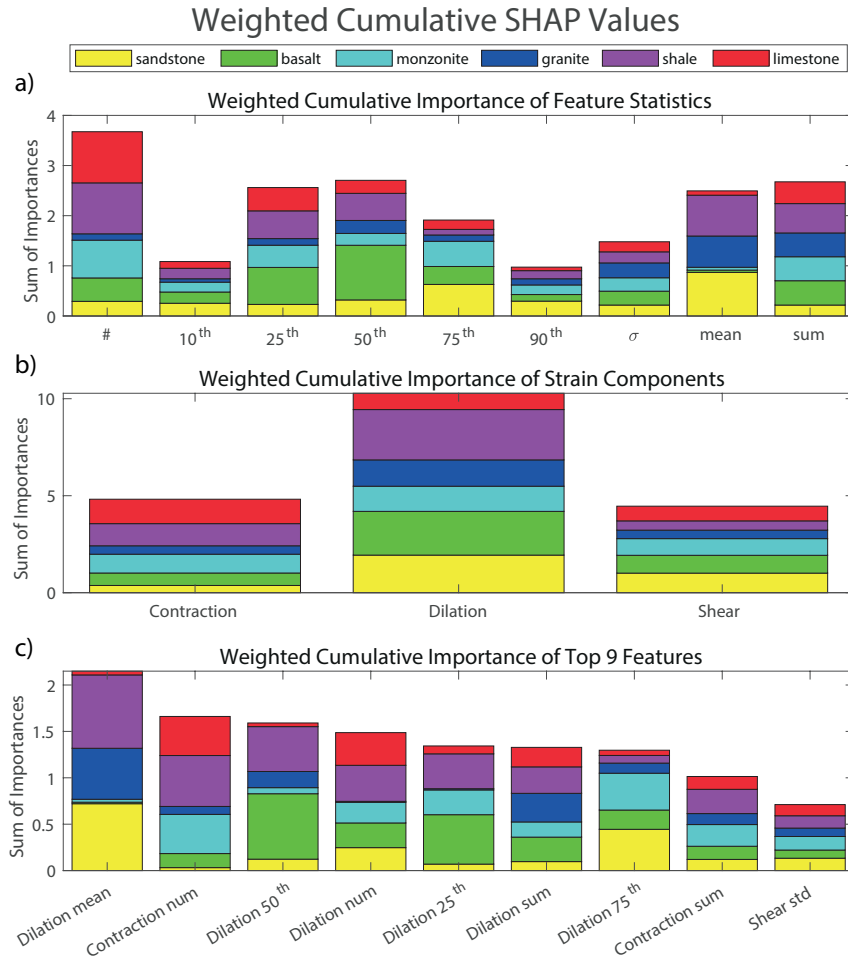 Weighted Cumulative SHAP Values
sandstone basalt monzonite granite shale limestone
a)
Weighted Cumulative Importance of Feature Statistics
Sum of Importances
4
3
2
1
0
# 10th 25th 50th 75th 90th σ mean sum
b)
Weighted Cumulative Importance of Strain Components
Sum of Importances
10
5
0
Contraction Dilation Shear
c)
Weighted Cumulative Importance of Top 9 Features
Sum of Importances
2
1.5
1
0.5
0
Dilation mean Contraction num Dilation 50th Dilation num Dilation 25th Dilation sum Dilation 75th Contraction sum Shear std